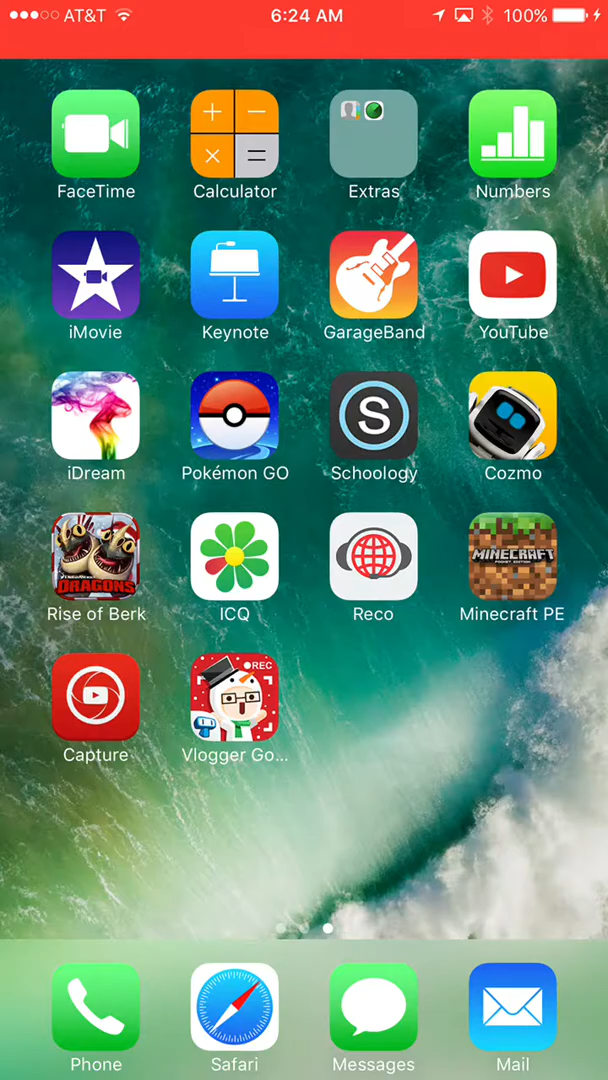 AT&T 6:24 AM 100%
FaceTime Calculator Extras Numbers
iMovie Keynote GarageBand YouTube
iDream Pokémon GO S Schoology Cozmo
DRAGONS MINECRAFT
Rise of Berk ICQ Reco Minecraft PE
REC
Capture Vlogger Go...
Phone Safari Messages Mail